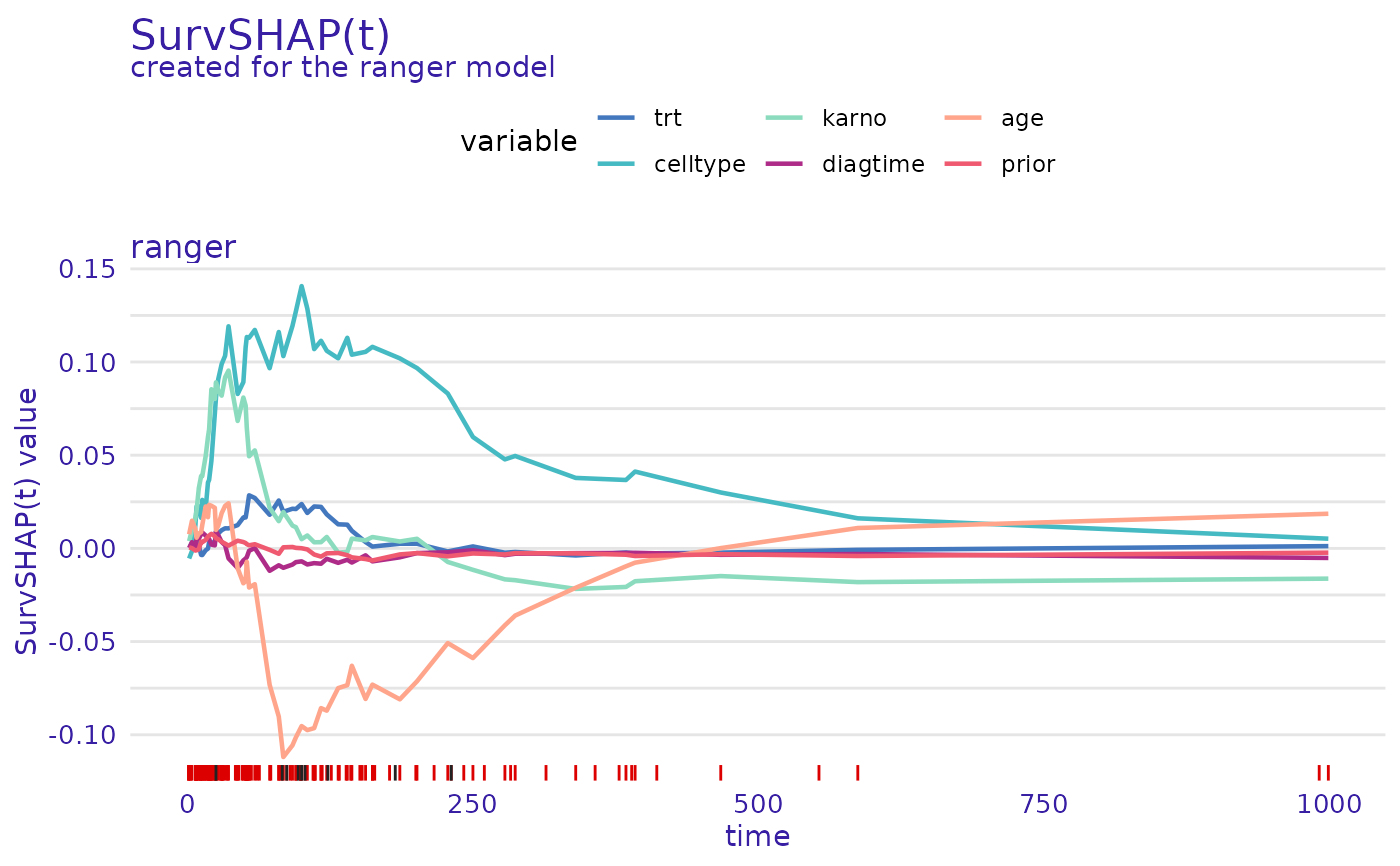 SurvSHAP(t)
created for the ranger model
variable
trt
karno
age
celltype
diagtime
prior
ranger
0.15
0.10
0.05
0.00
-0.05
-0.10
SurvSHAP(t) value
0
250
500
750
1000
time